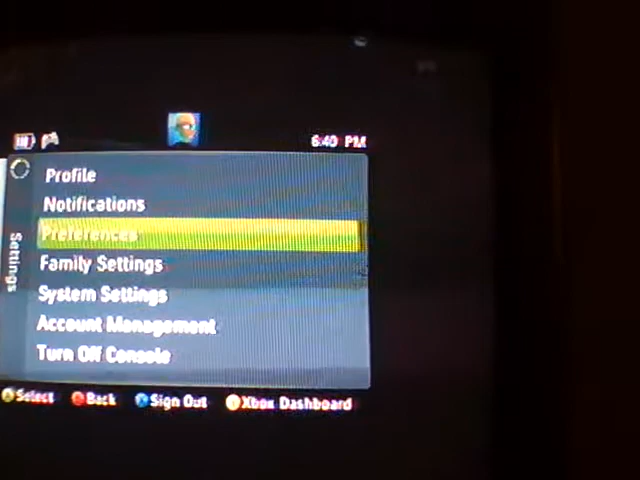 6:40 PM
Profile
Notifications
Preferences
Family Settings
System Settings
Account Management
Turn Off Console
Settings
A Select B Back X Sign Out Y Xbox Dashboard